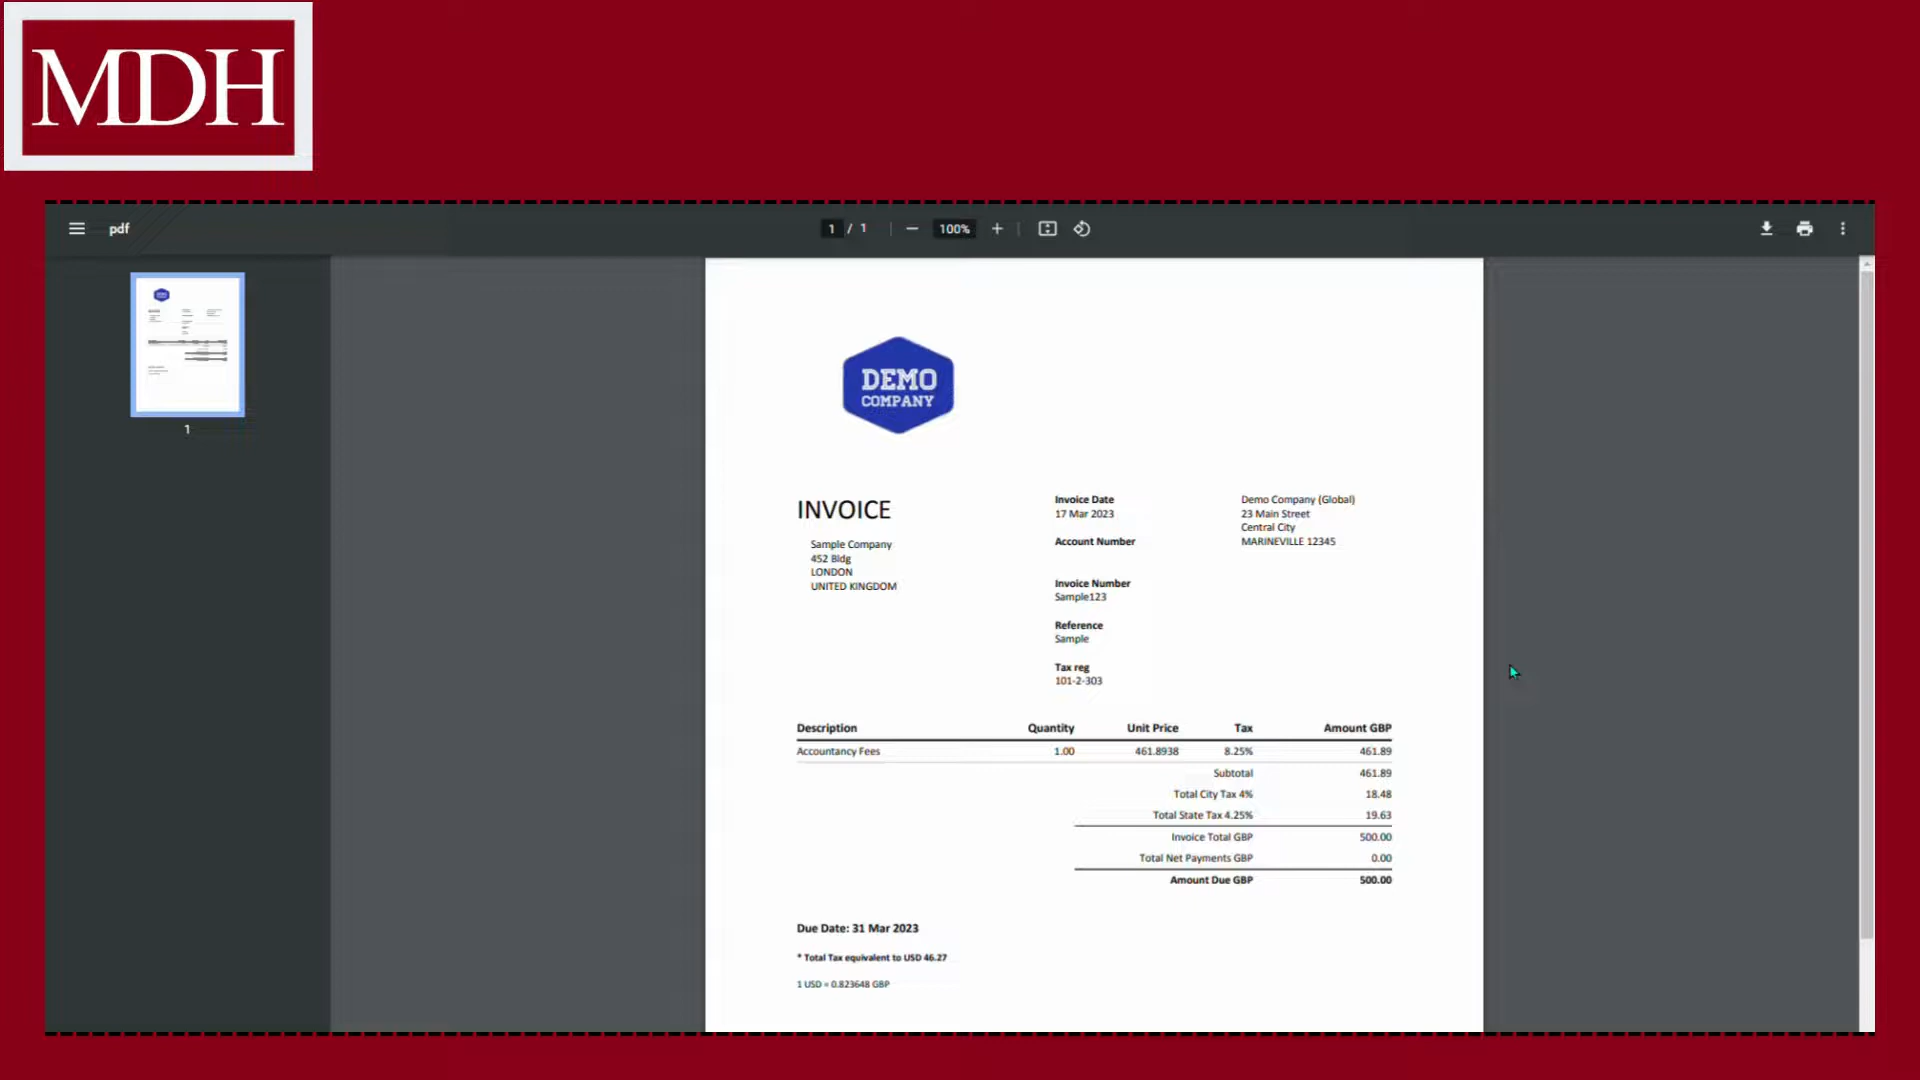 MDH
pdf
1 / 1
100%
1
DEMO
COMPANY
INVOICE
Sample Company
452 Bldg
LONDON
UNITED KINGDOM
Invoice Date
17 Mar 2023
Account Number
Invoice Number
Sample123
Reference
Sample
Tax reg
101-2-303
Demo Company (Global)
23 Main Street
Central City
MARINEVILLE 12345
Description Quantity Unit Price Tax Amount GBP
Accountancy Fees 1.00 461.8938 8.25% 461.89
Subtotal 461.89
Total City Tax 4% 18.48
Total State Tax 4.25% 19.63
Invoice Total GBP 500.00
Total Net Payments GBP 0.00
Amount Due GBP 500.00
Due Date: 31 Mar 2023
* Total Tax equivalent to USD 46.27
1 USD = 0.823648 GBP